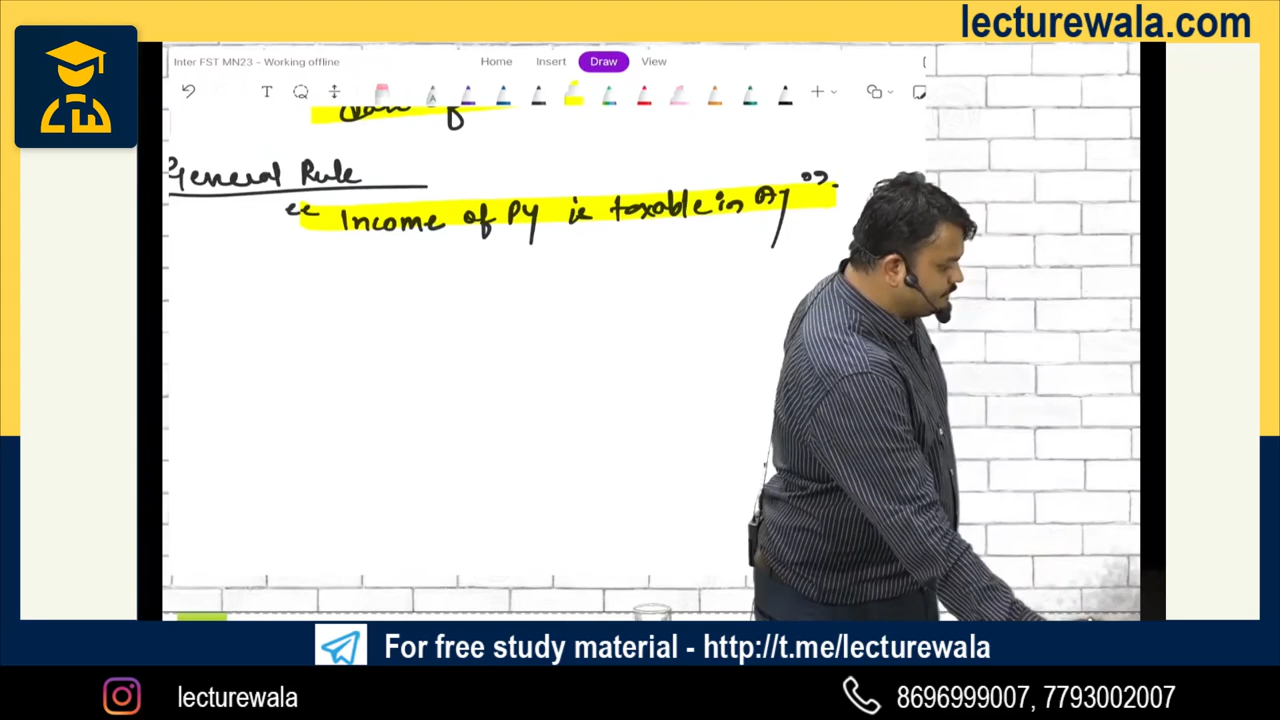 lecturewala.com
Inter FST MN23 - Working offline
Home Insert Draw View
General Rule
“ Income of PY is taxable in AY ”.
For free study material - http://t.me/lecturewala
lecturewala
8696999007, 7793002007